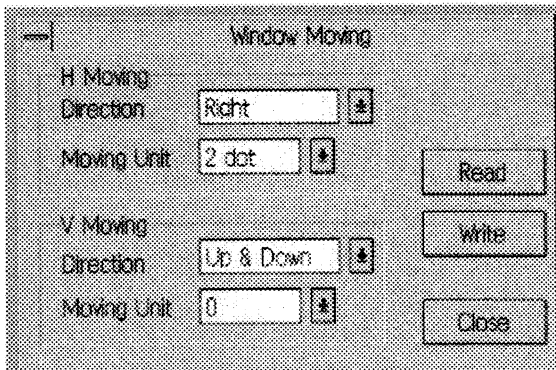 Window Moving
H Moving
Direction Right
Moving Unit 2 dot
Read
V Moving
Write
Direction Up & Down
Moving Unit 0
Close